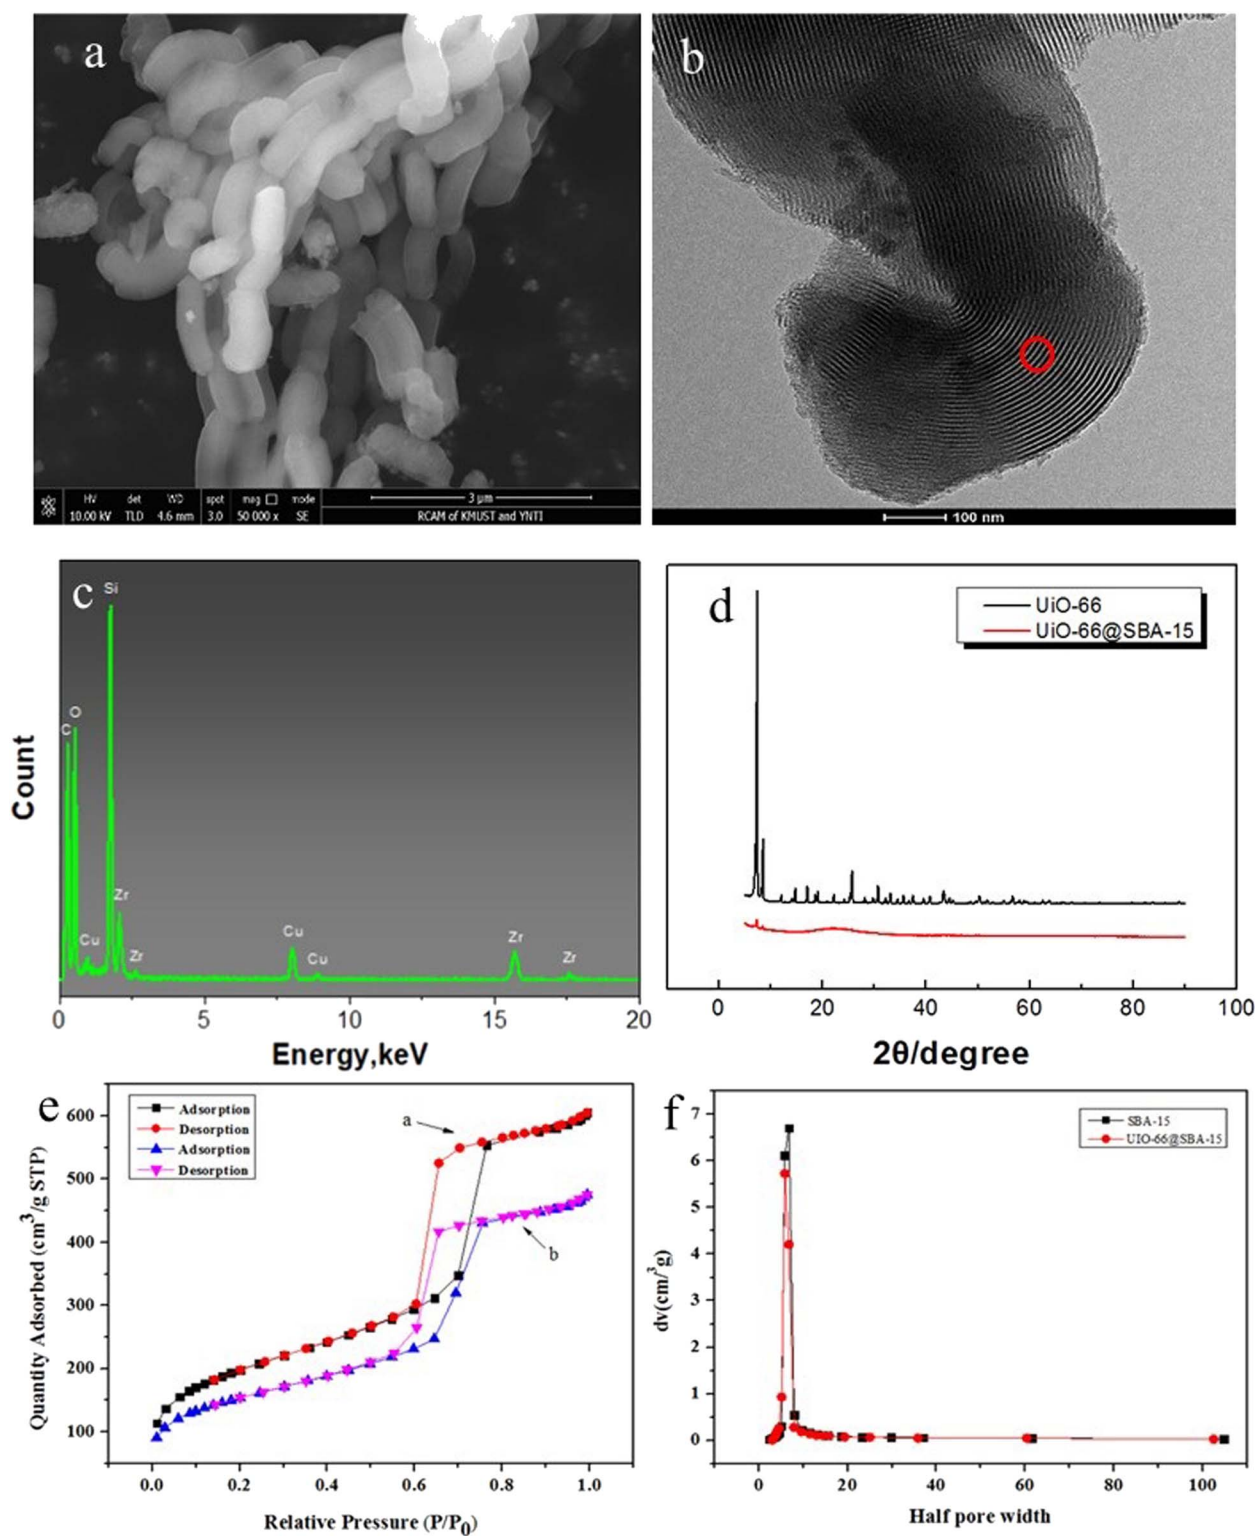 a
HV det WD spot mag □ mode
3 μm
10.00 kV TLD 4.6 mm 3.0 50 000 x SE
RCAM of KMUST and YNTI
b
100 nm
c
Si
O
C
Zr
Cu
Zr
Cu
Cu
Zr
Zr
Count
0 5 10 15 20
Energy,keV
d
UiO-66
UiO-66@SBA-15
0 20 40 60 80 100
2θ/degree
e
Adsorption
Desorption
Adsorption
Desorption
a
b
600
500
400
300
200
100
Quantity Adsorbed (cm³/g STP)
0.0 0.2 0.4 0.6 0.8 1.0
Relative Pressure (P/P₀)
f
SBA-15
UIO-66@SBA-15
7
6
5
4
3
2
1
0
dv(cm/³g)
0 20 40 60 80 100
Half pore width